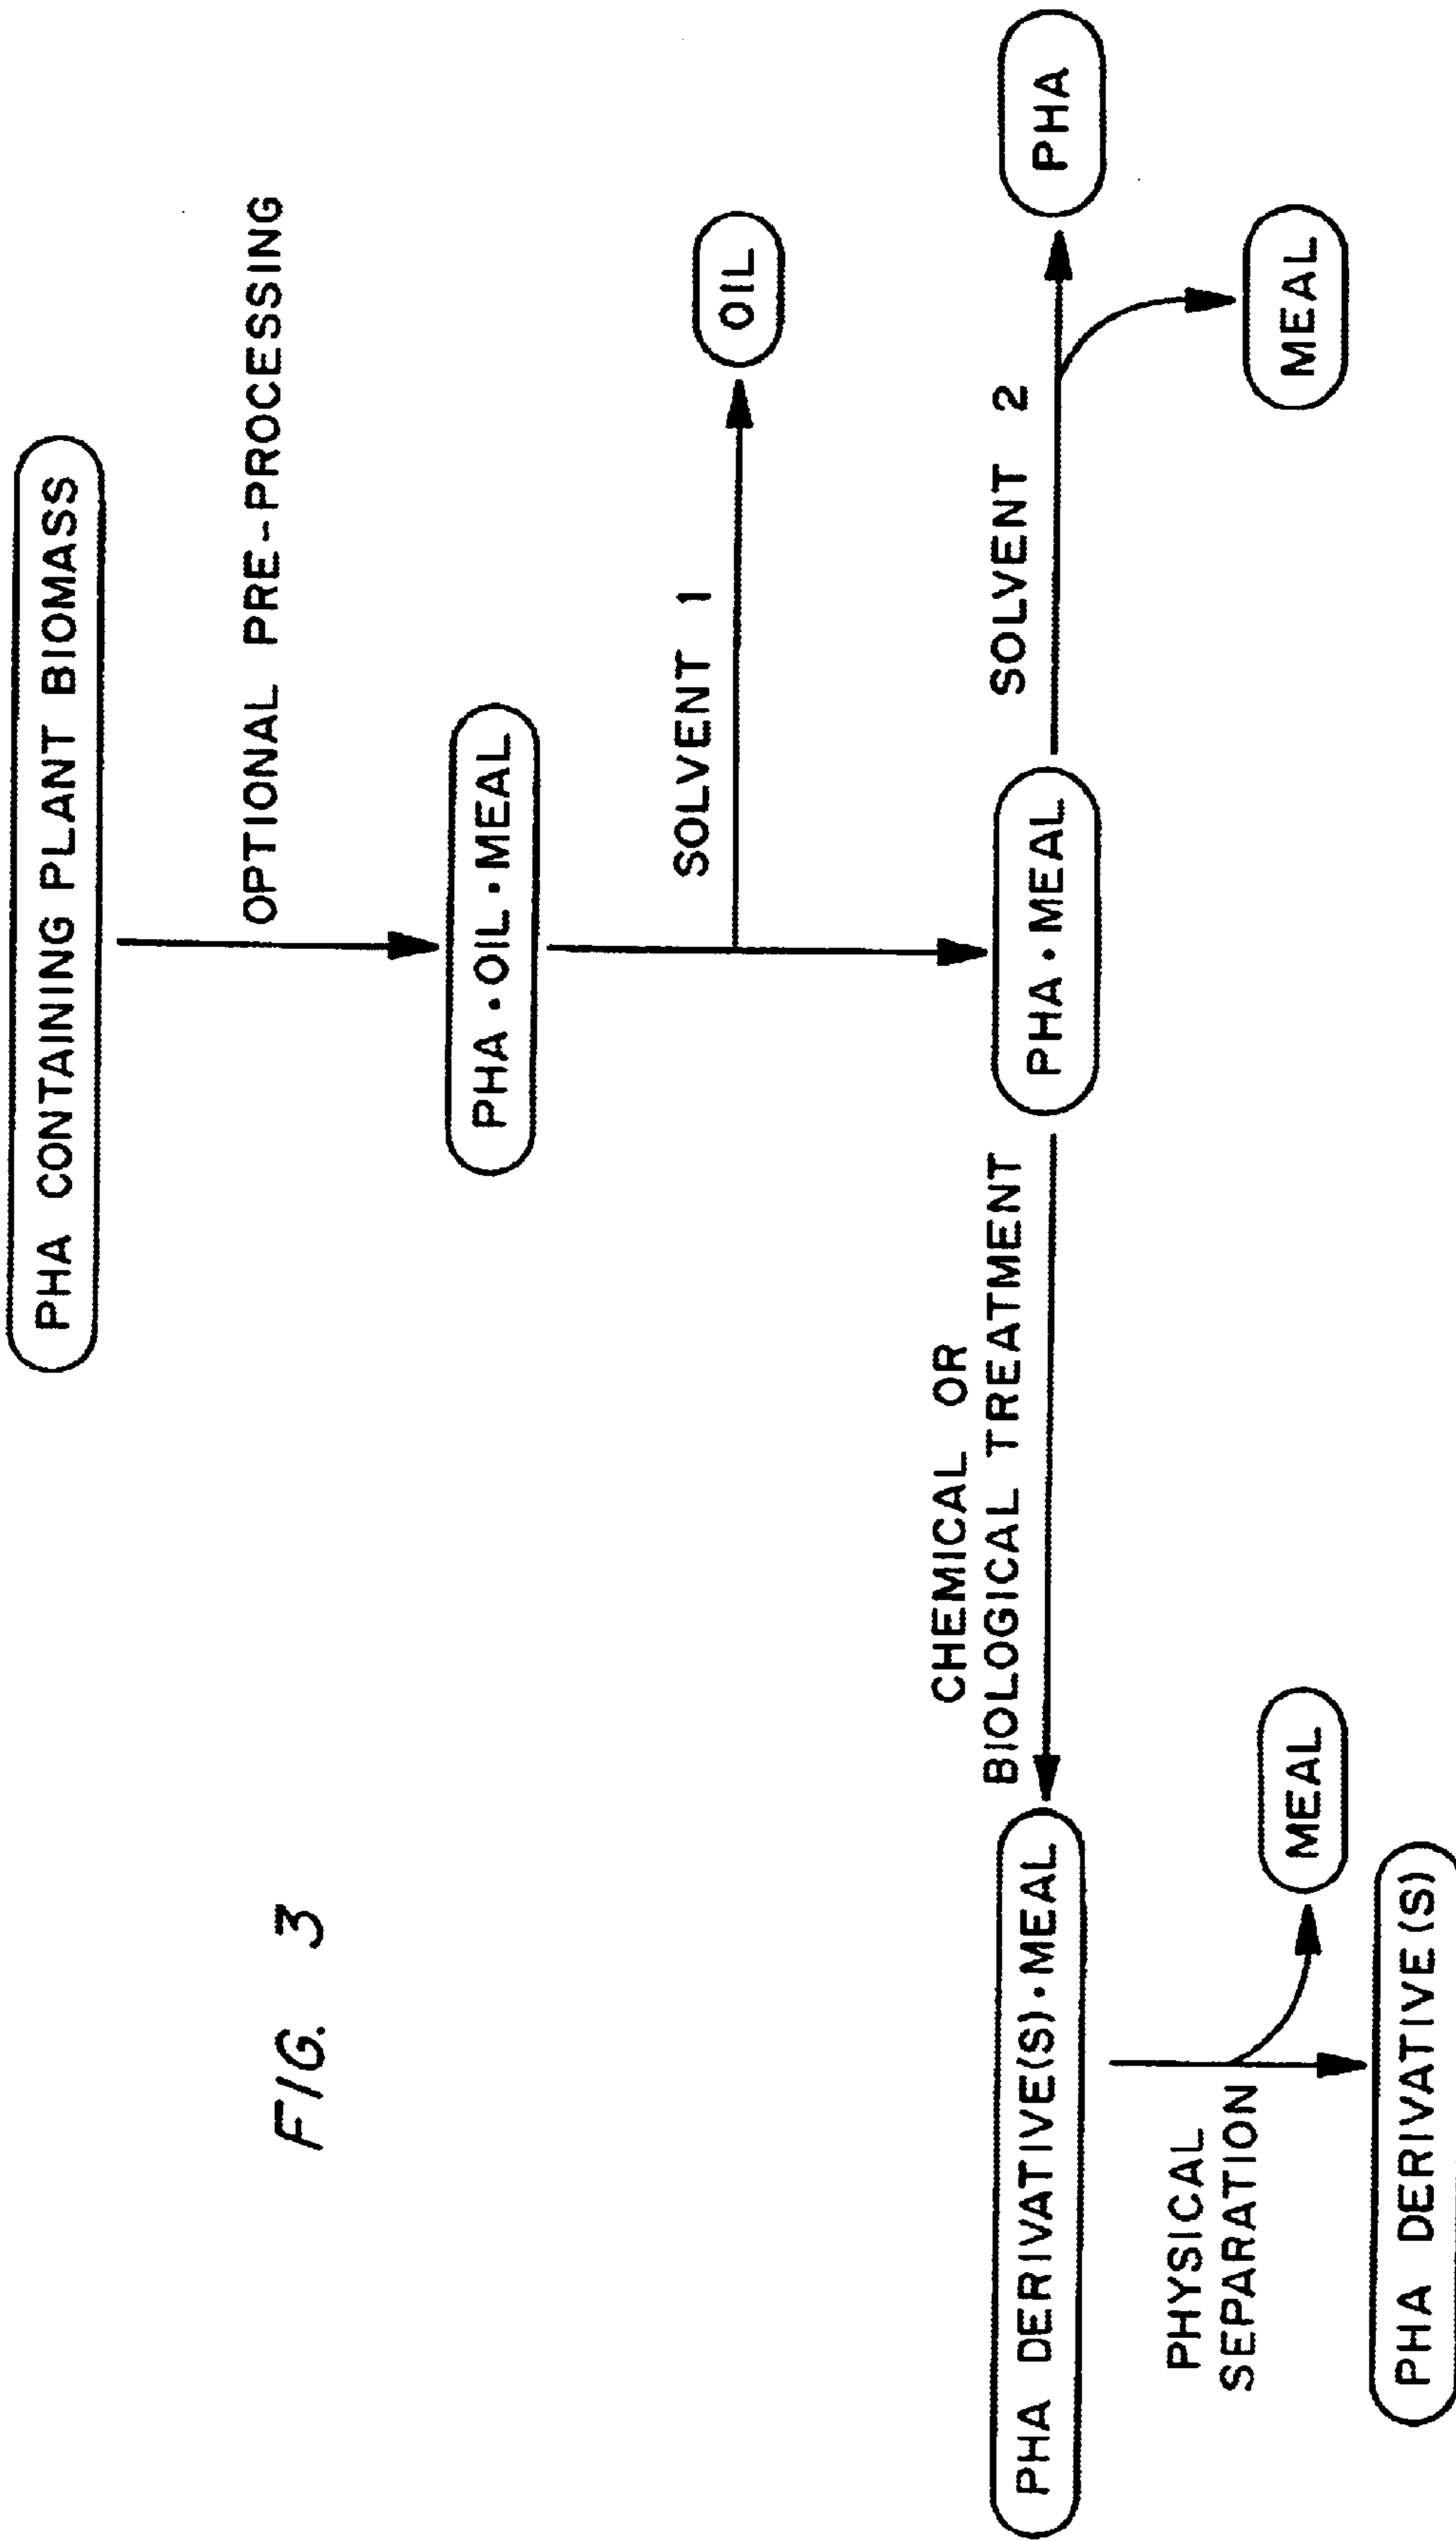 PHA CONTAINING PLANT BIOMASS
OPTIONAL PRE-PROCESSING
PHA•OIL•MEAL
SOLVENT 1
OIL
PHA•MEAL
SOLVENT 2
PHA
MEAL
CHEMICAL OR
BIOLOGICAL TREATMENT
PHA DERIVATIVE(S)•MEAL
PHYSICAL
SEPARATION
MEAL
PHA DERIVATIVE(S)
FIG. 3